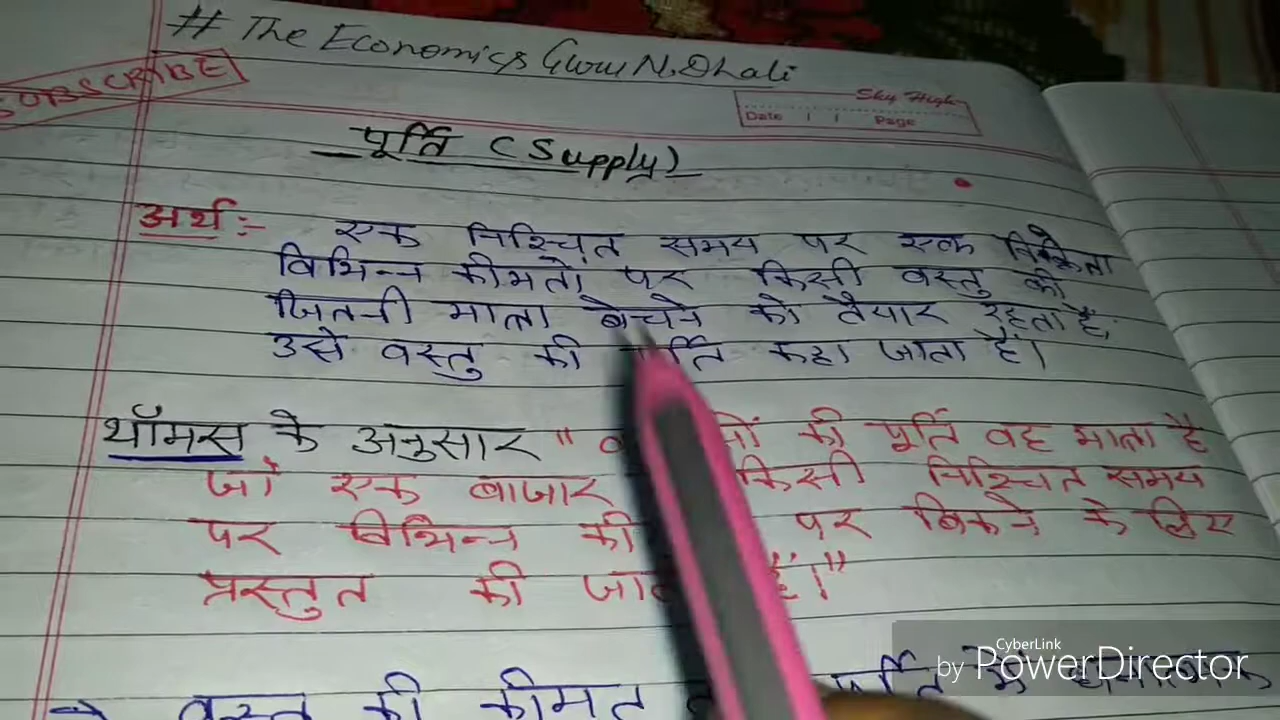 # The Economics Guru N. Dhali
SUBSCRIBE
Sky High
Date / / Page
पूर्ति (Supply)
अर्थ :- एक निश्चित समय पर एक विक्रेता
विभिन्न कीमतों पर किसी वस्तु की
जितनी मात्रा बेचने को तैयार रहता है,
उसे वस्तु की कहा जाता है।
थॉमस के अनुसार " की पूर्ति वह मात्रा है
जो एक बाजार किसी निश्चित समय
पर विभिन्न पर बिकने के लिए
प्रस्तुत की है।"
→ वस्तु की कीमत
CyberLink
by PowerDirector